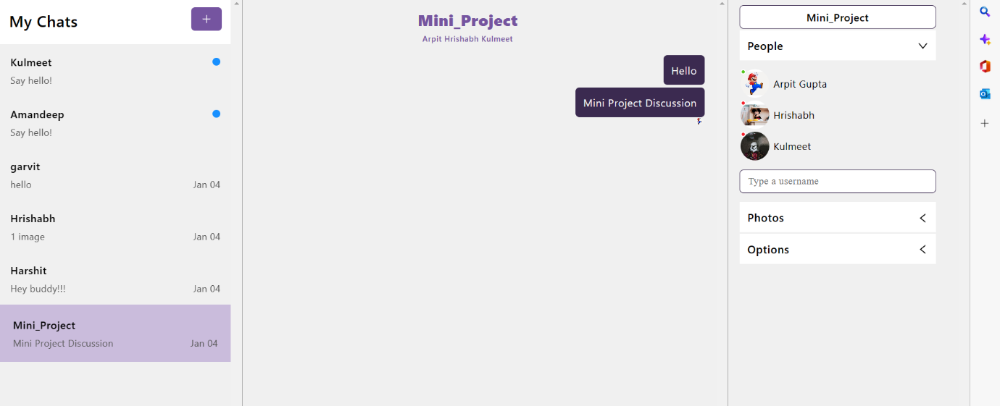 My Chats
+
Kulmeet
Say hello!
Amandeep
Say hello!
garvit
hello Jan 04
Hrishabh
1 image Jan 04
Harshit
Hey buddy!!! Jan 04
Mini_Project
Mini Project Discussion Jan 04
Mini_Project
Arpit Hrishabh Kulmeet
Hello
Mini Project Discussion
Mini_Project
People
Arpit Gupta
Hrishabh
Kulmeet
Type a username
Photos
Options